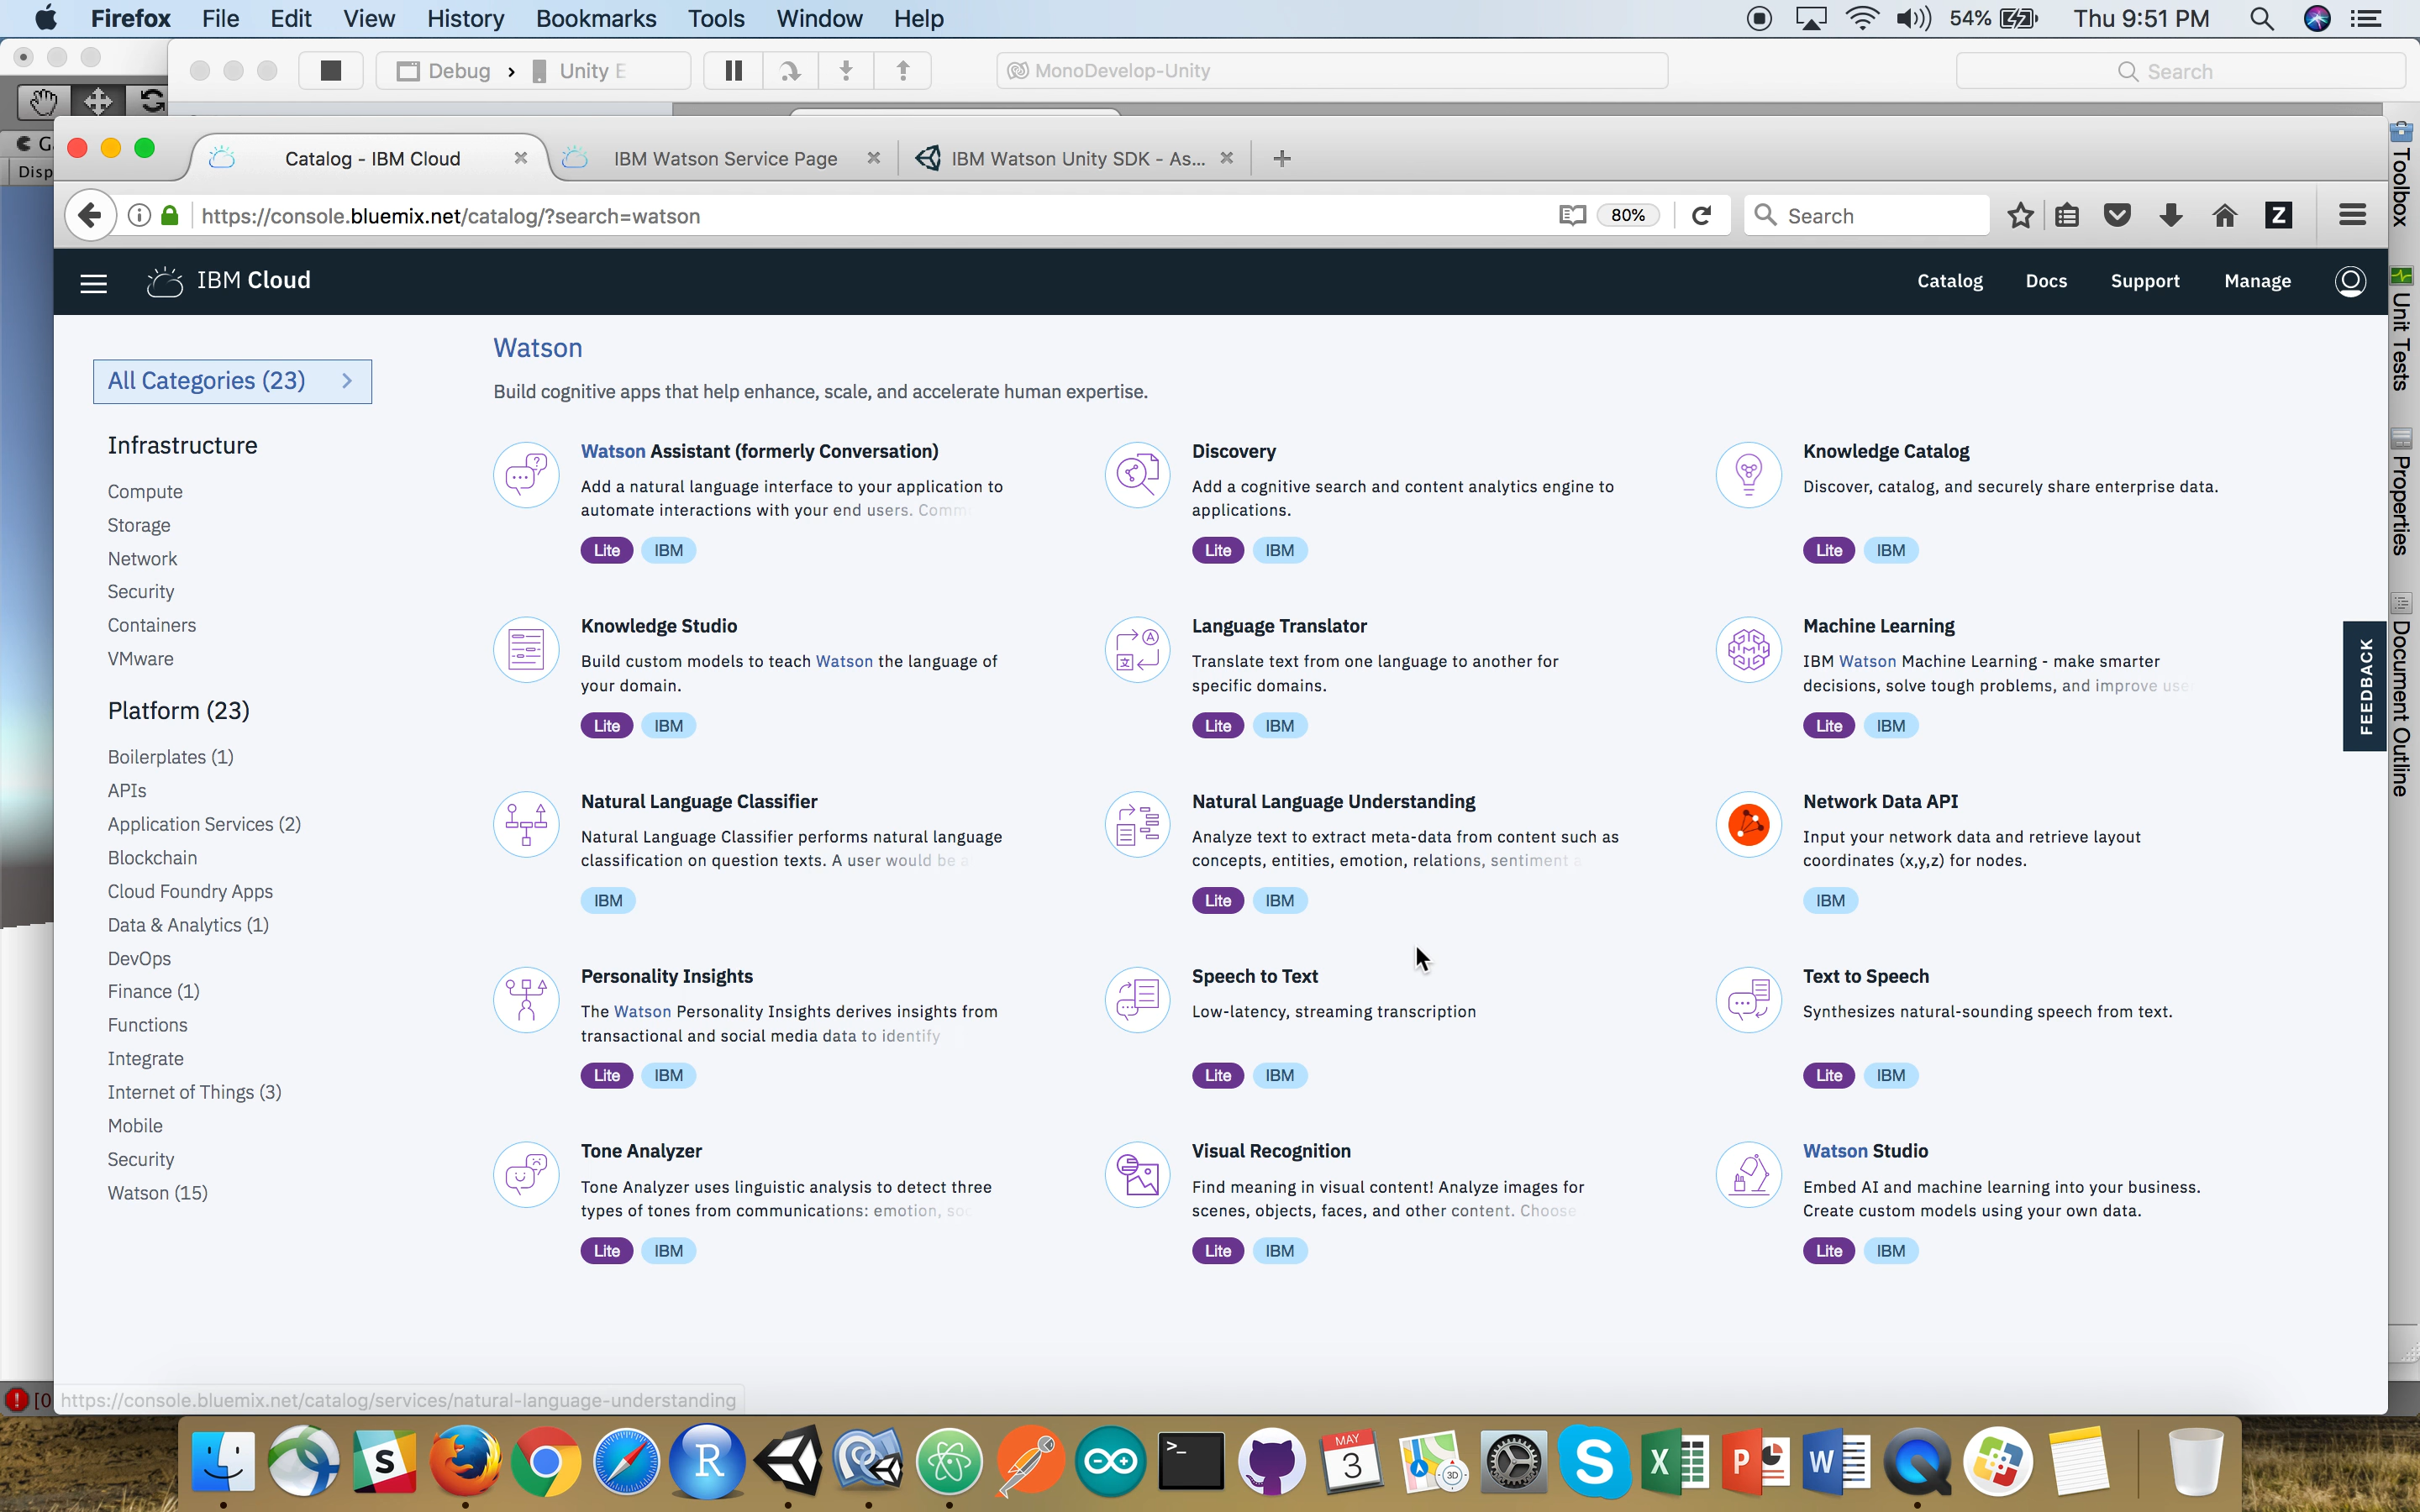 Firefox File Edit View History Bookmarks Tools Window Help 54% Thu 9:51 PM
Debug › Unity E MonoDevelop-Unity Search
Disp
Catalog - IBM Cloud IBM Watson Service Page IBM Watson Unity SDK - As...
https://console.bluemix.net/catalog/?search=watson 80% Search Z
IBM Cloud Catalog Docs Support Manage
Toolbox
Unit Tests
Properties
Document Outline
FEEDBACK
All Categories (23)
Infrastructure
Compute
Storage
Network
Security
Containers
VMware
Platform (23)
Boilerplates (1)
APIs
Application Services (2)
Blockchain
Cloud Foundry Apps
Data & Analytics (1)
DevOps
Finance (1)
Functions
Integrate
Internet of Things (3)
Mobile
Security
Watson (15)
Watson
Build cognitive apps that help enhance, scale, and accelerate human expertise.
Watson Assistant (formerly Conversation)
Add a natural language interface to your application to
automate interactions with your end users. Comm
Lite IBM
Discovery
Add a cognitive search and content analytics engine to
applications.
Lite IBM
Knowledge Catalog
Discover, catalog, and securely share enterprise data.
Lite IBM
Knowledge Studio
Build custom models to teach Watson the language of
your domain.
Lite IBM
Language Translator
Translate text from one language to another for
specific domains.
Lite IBM
Machine Learning
IBM Watson Machine Learning - make smarter
decisions, solve tough problems, and improve use
Lite IBM
Natural Language Classifier
Natural Language Classifier performs natural language
classification on question texts. A user would be a
IBM
Natural Language Understanding
Analyze text to extract meta-data from content such as
concepts, entities, emotion, relations, sentiment a
Lite IBM
Network Data API
Input your network data and retrieve layout
coordinates (x,y,z) for nodes.
IBM
Personality Insights
The Watson Personality Insights derives insights from
transactional and social media data to identify
Lite IBM
Speech to Text
Low-latency, streaming transcription
Lite IBM
Text to Speech
Synthesizes natural-sounding speech from text.
Lite IBM
Tone Analyzer
Tone Analyzer uses linguistic analysis to detect three
types of tones from communications: emotion, soc
Lite IBM
Visual Recognition
Find meaning in visual content! Analyze images for
scenes, objects, faces, and other content. Choose
Lite IBM
Watson Studio
Embed AI and machine learning into your business.
Create custom models using your own data.
Lite IBM
[0 https://console.bluemix.net/catalog/services/natural-language-understanding
S R >_ MAY 3 3D S X P W